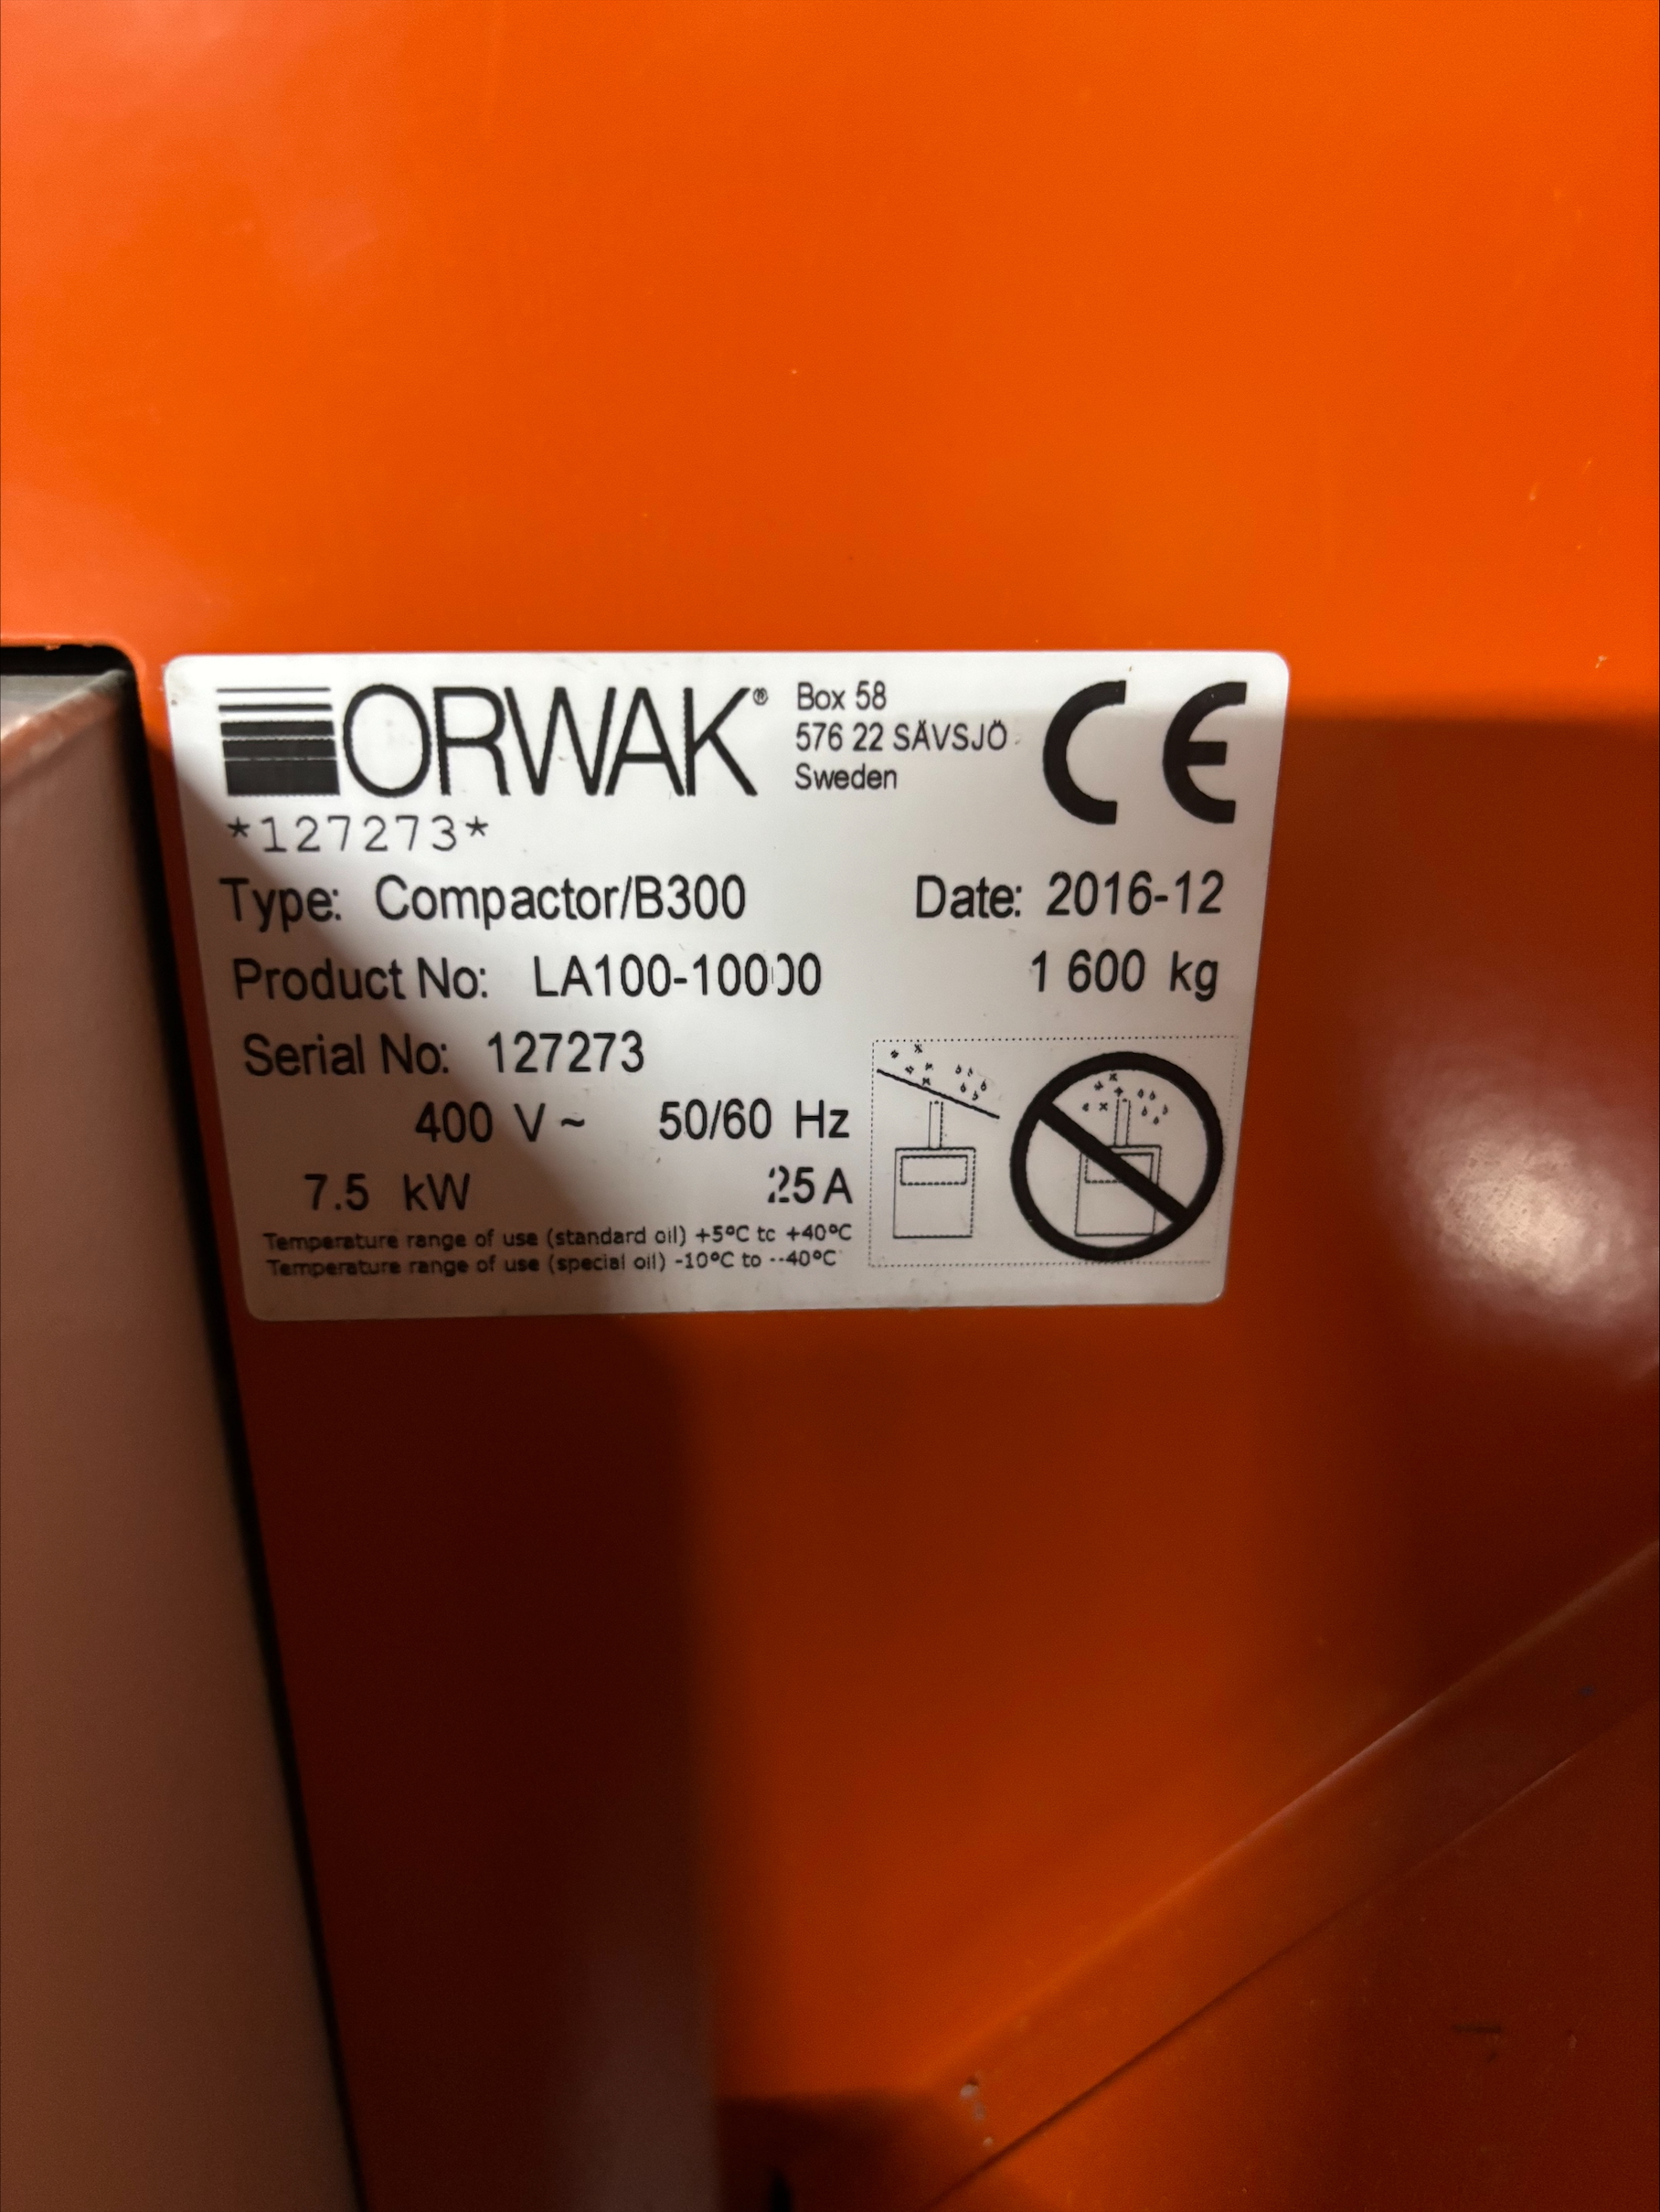 ORWAK®
Box 58
576 22 SÄVSJÖ
Sweden
CE
*127273*
Type: Compactor/B300
Date: 2016-12
Product No: LA100-10000
1 600 kg
Serial No: 127273
400 V~ 50/60 Hz
7.5 kW 25 A
Temperature range of use (standard oil) +5°C to +40°C
Temperature range of use (special oil) -10°C to +40°C